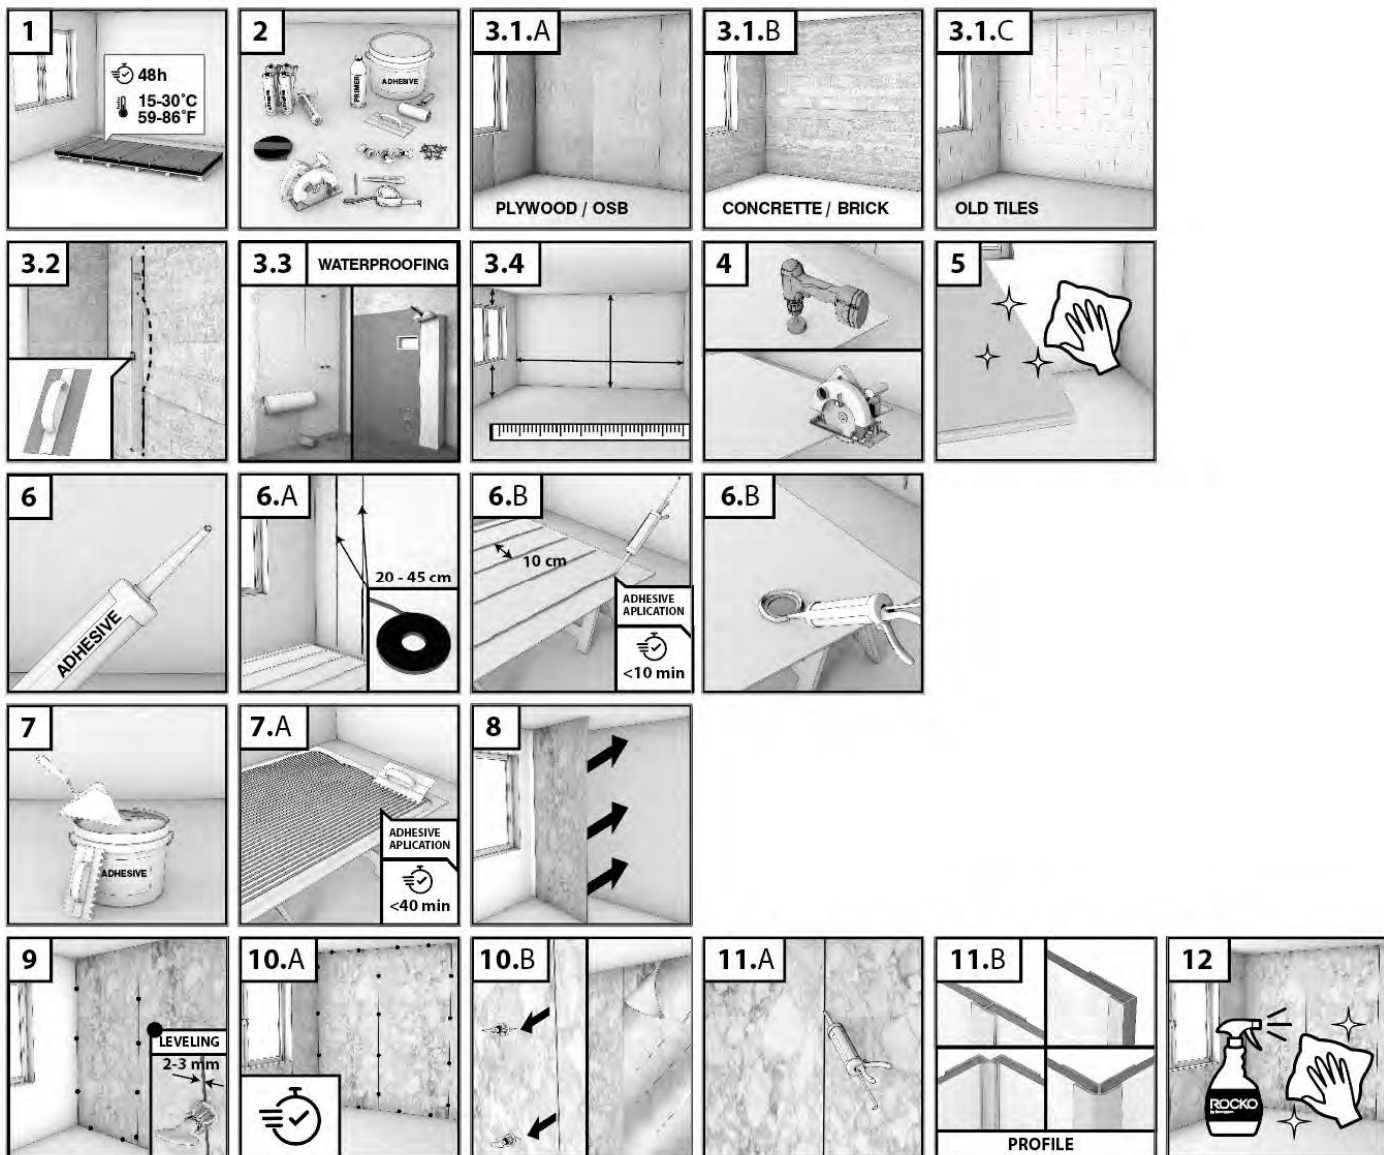 1
48h
15-30°C
59-86°F
2
PRIMER
ADHESIVE
3.1.A
PLYWOOD / OSB
3.1.B
CONCRETTE / BRICK
3.1.C
OLD TILES
3.2
3.3 WATERPROOFING
3.4
4
5
6
ADHESIVE
6.A
20 - 45 cm
6.B
10 cm
ADHESIVE
APLICATION
<10 min
6.B
7
ADHESIVE
7.A
ADHESIVE
APLICATION
<40 min
8
9
LEVELING
2-3 mm
10.A
10.B
11.A
11.B
PROFILE
12
ROCKO